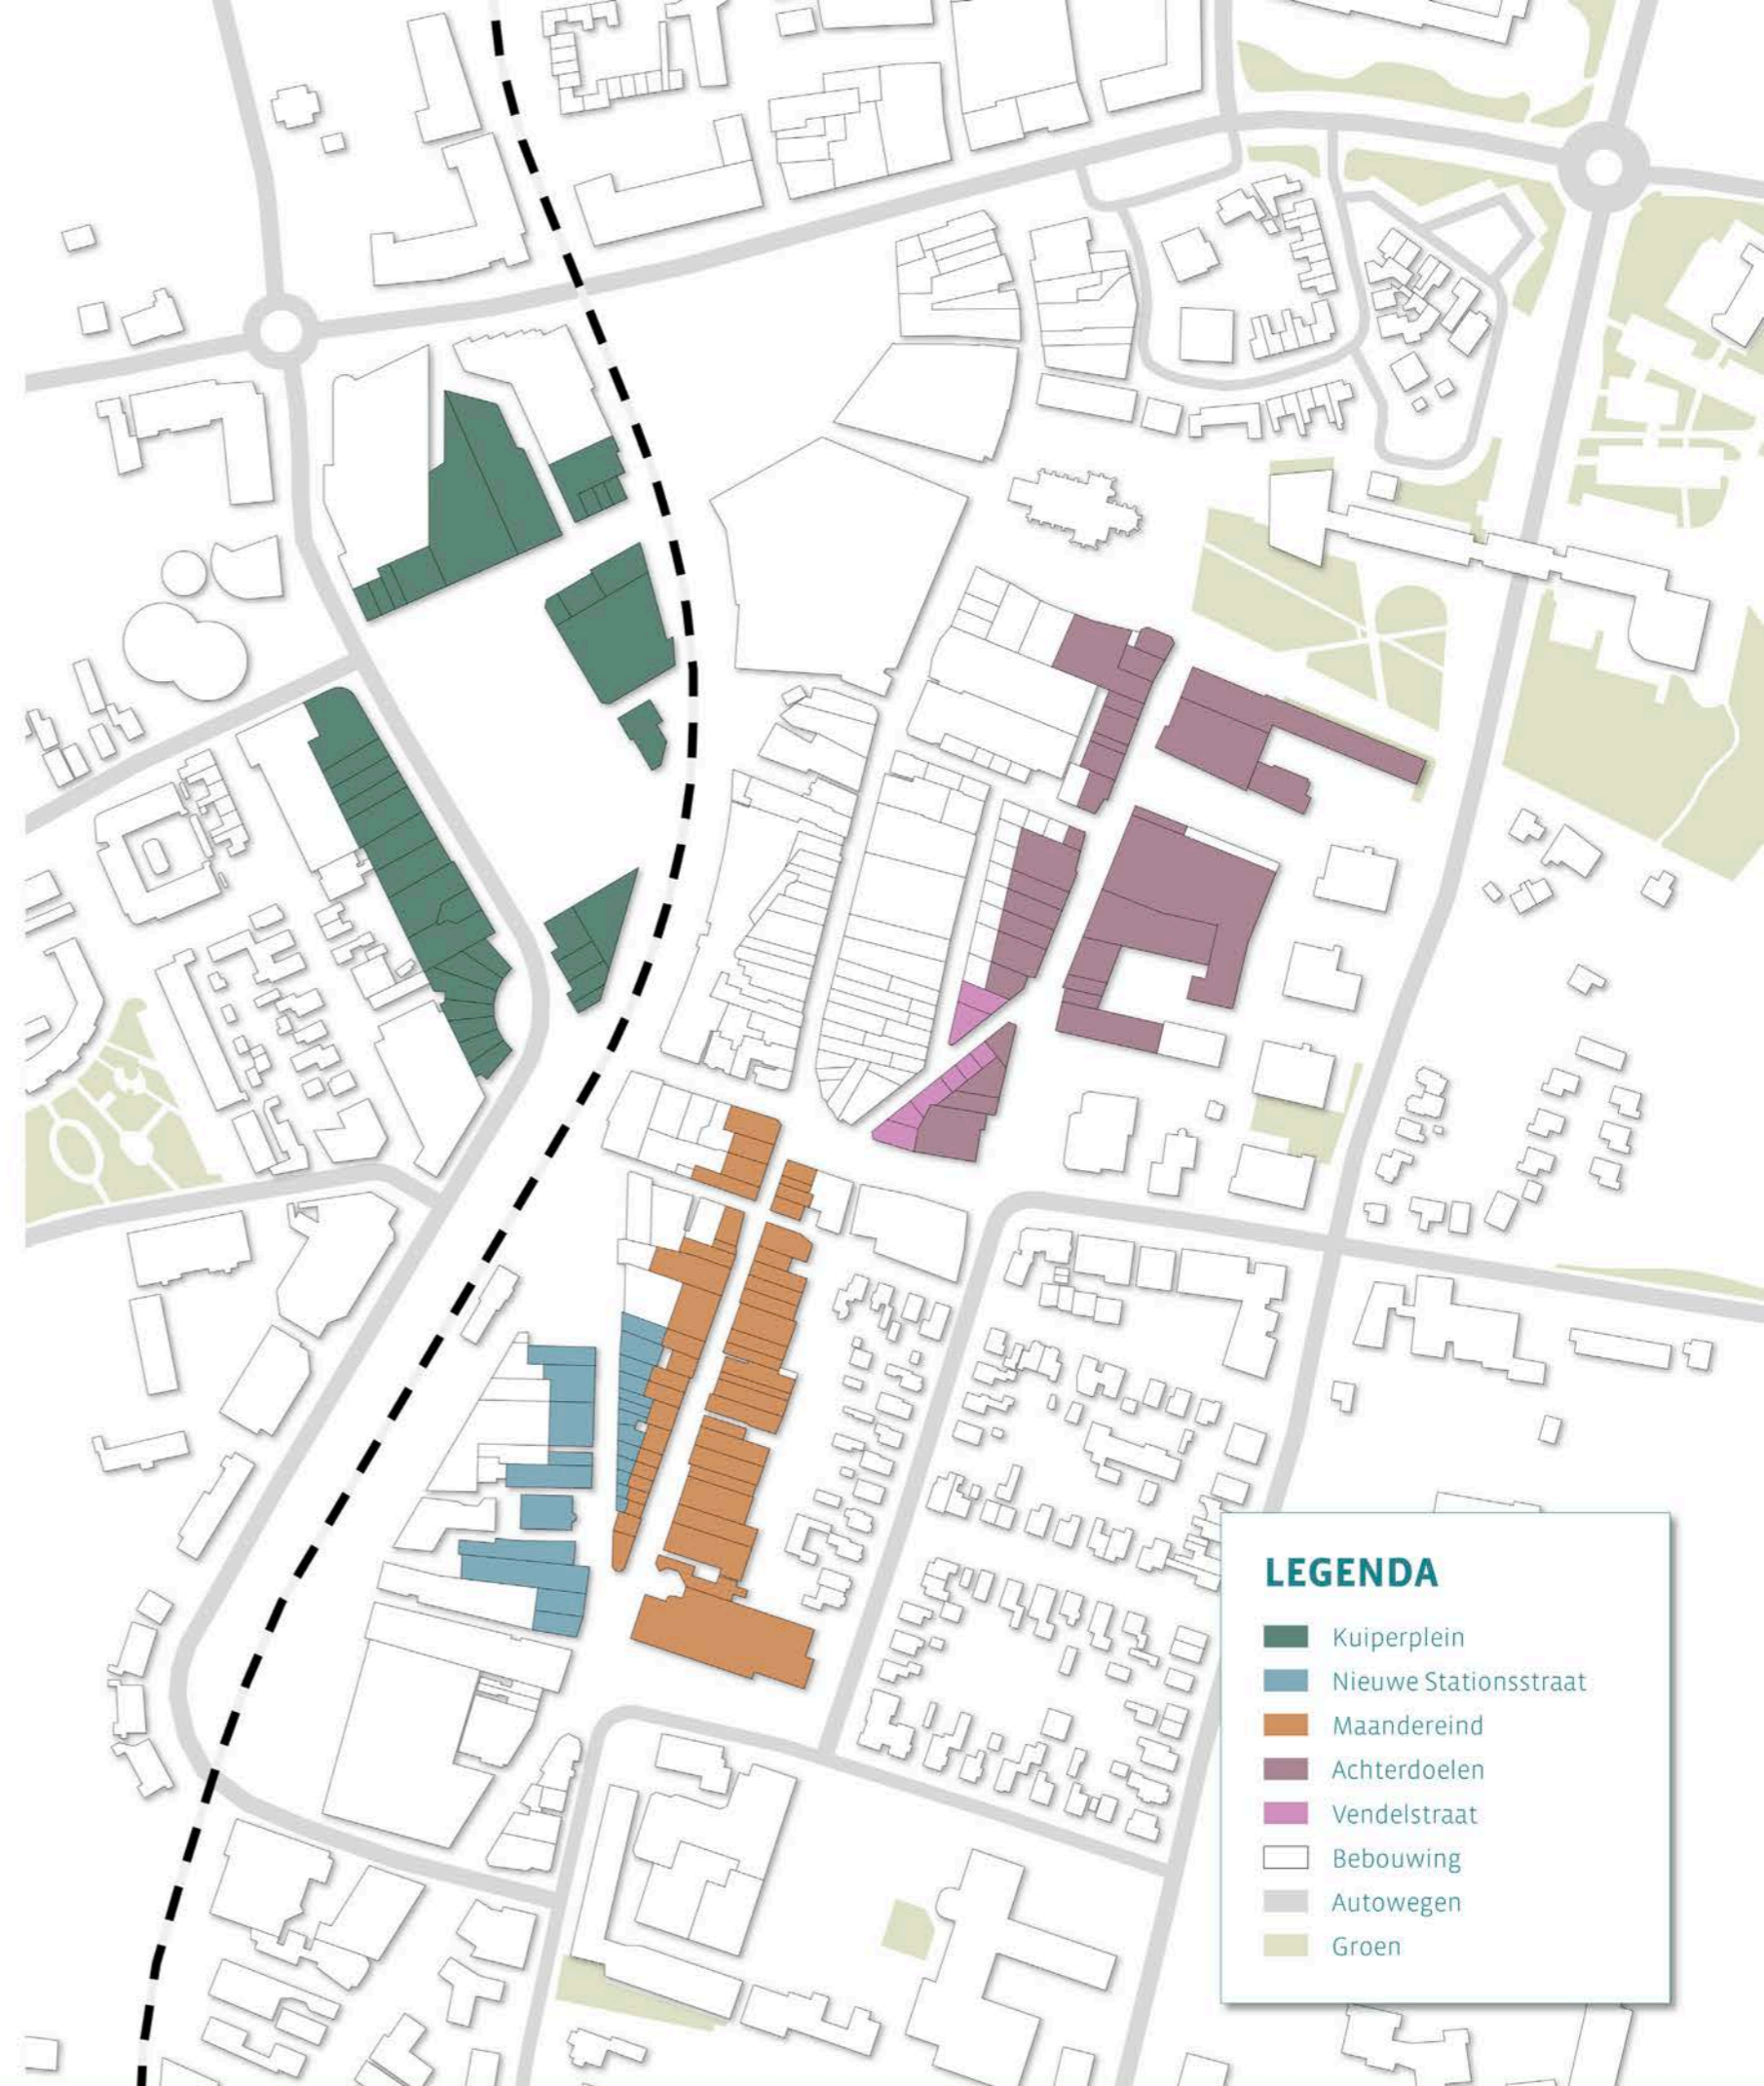 LEGENDA
Kuiperplein
Nieuwe Stationsstraat
Maandereind
Achterdoelen
Vendelstraat
Bebouwing
Autowegen
Groen